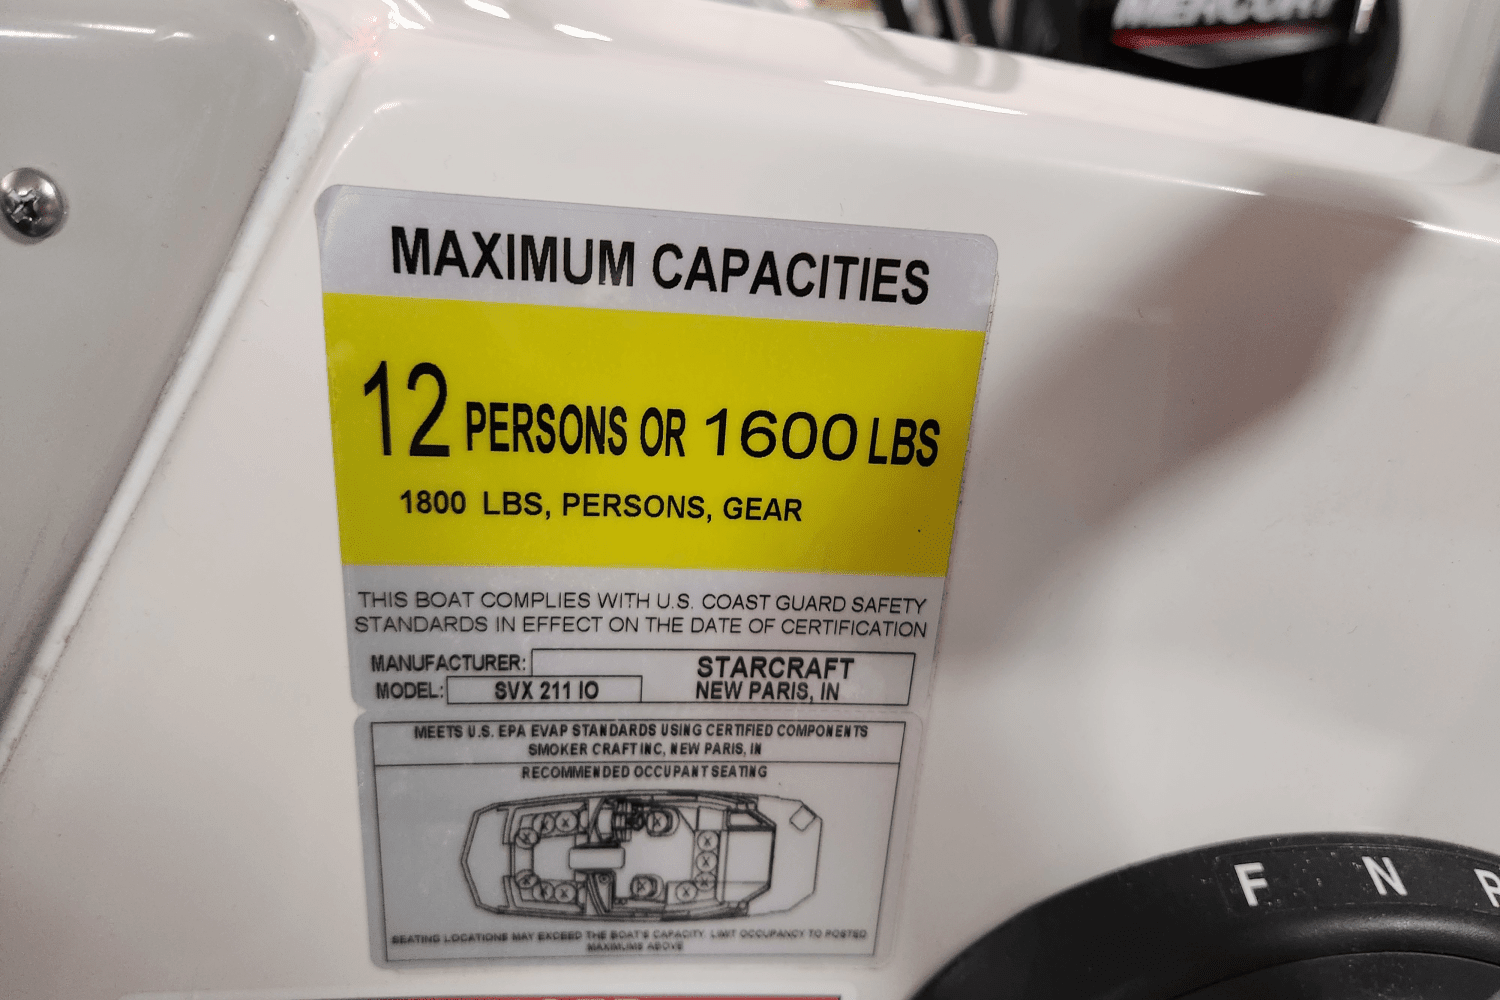 MERCURY
MAXIMUM CAPACITIES
12 PERSONS OR 1600 LBS
1800 LBS, PERSONS, GEAR
THIS BOAT COMPLIES WITH U.S. COAST GUARD SAFETY
STANDARDS IN EFFECT ON THE DATE OF CERTIFICATION
MANUFACTURER: STARCRAFT
MODEL: SVX 211 IO NEW PARIS, IN
MEETS U.S. EPA EVAP STANDARDS USING CERTIFIED COMPONENTS
SMOKER CRAFT INC, NEW PARIS, IN
RECOMMENDED OCCUPANT SEATING
SEATING LOCATIONS MAY EXCEED THE BOAT'S CAPACITY. LIMIT OCCUPANCY TO POSTED
MAXIMUMS ABOVE
F N R